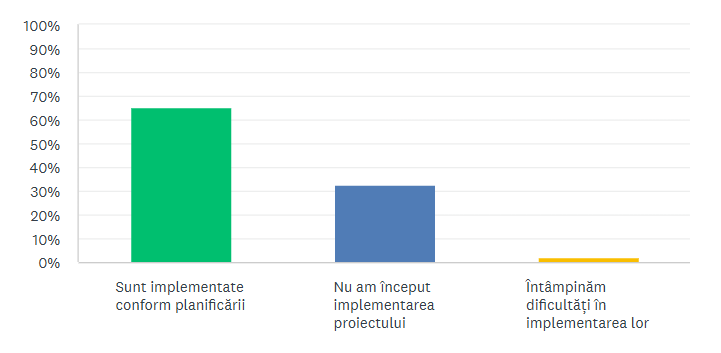 100%
90%
80%
70%
60%
50%
40%
30%
20%
10%
0%
Sunt implementate
conform planificării
Nu am început
implementarea
proiectului
Întâmpinăm
dificultăți în
implementarea lor